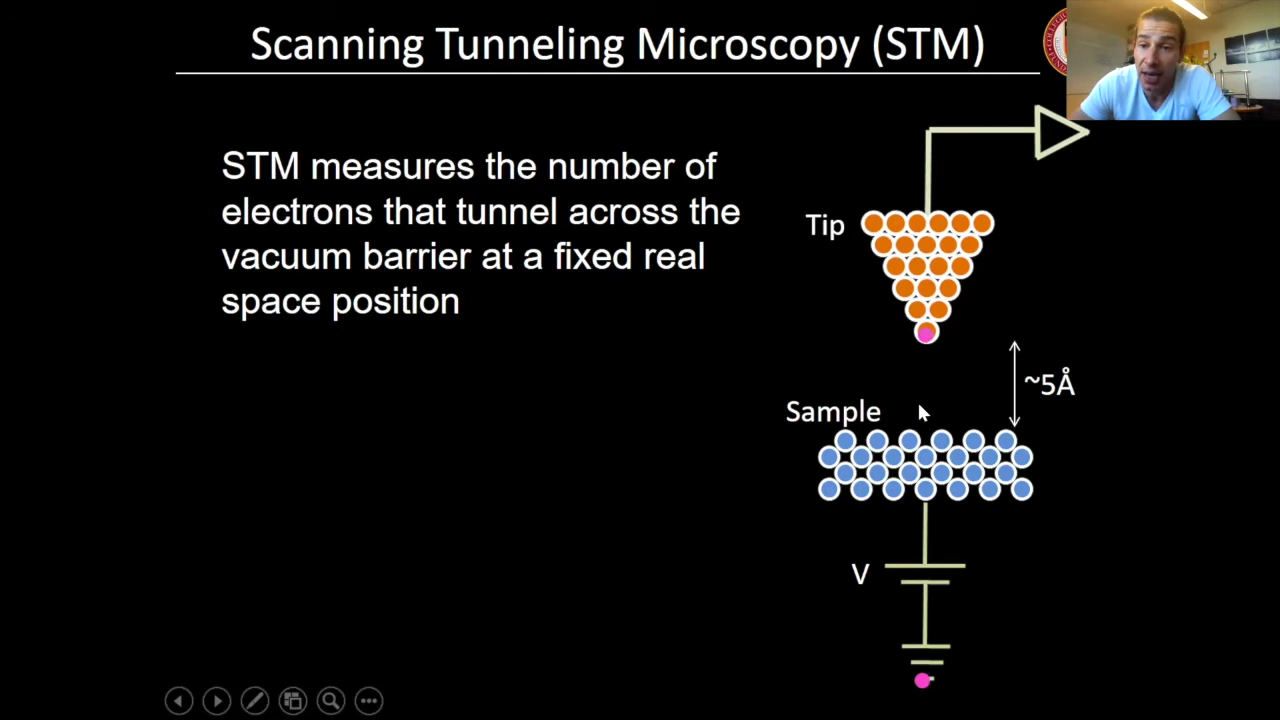 Scanning Tunneling Microscopy (STM)
STM measures the number of
electrons that tunnel across the
vacuum barrier at a fixed real
space position
Tip
~5Å
Sample
V